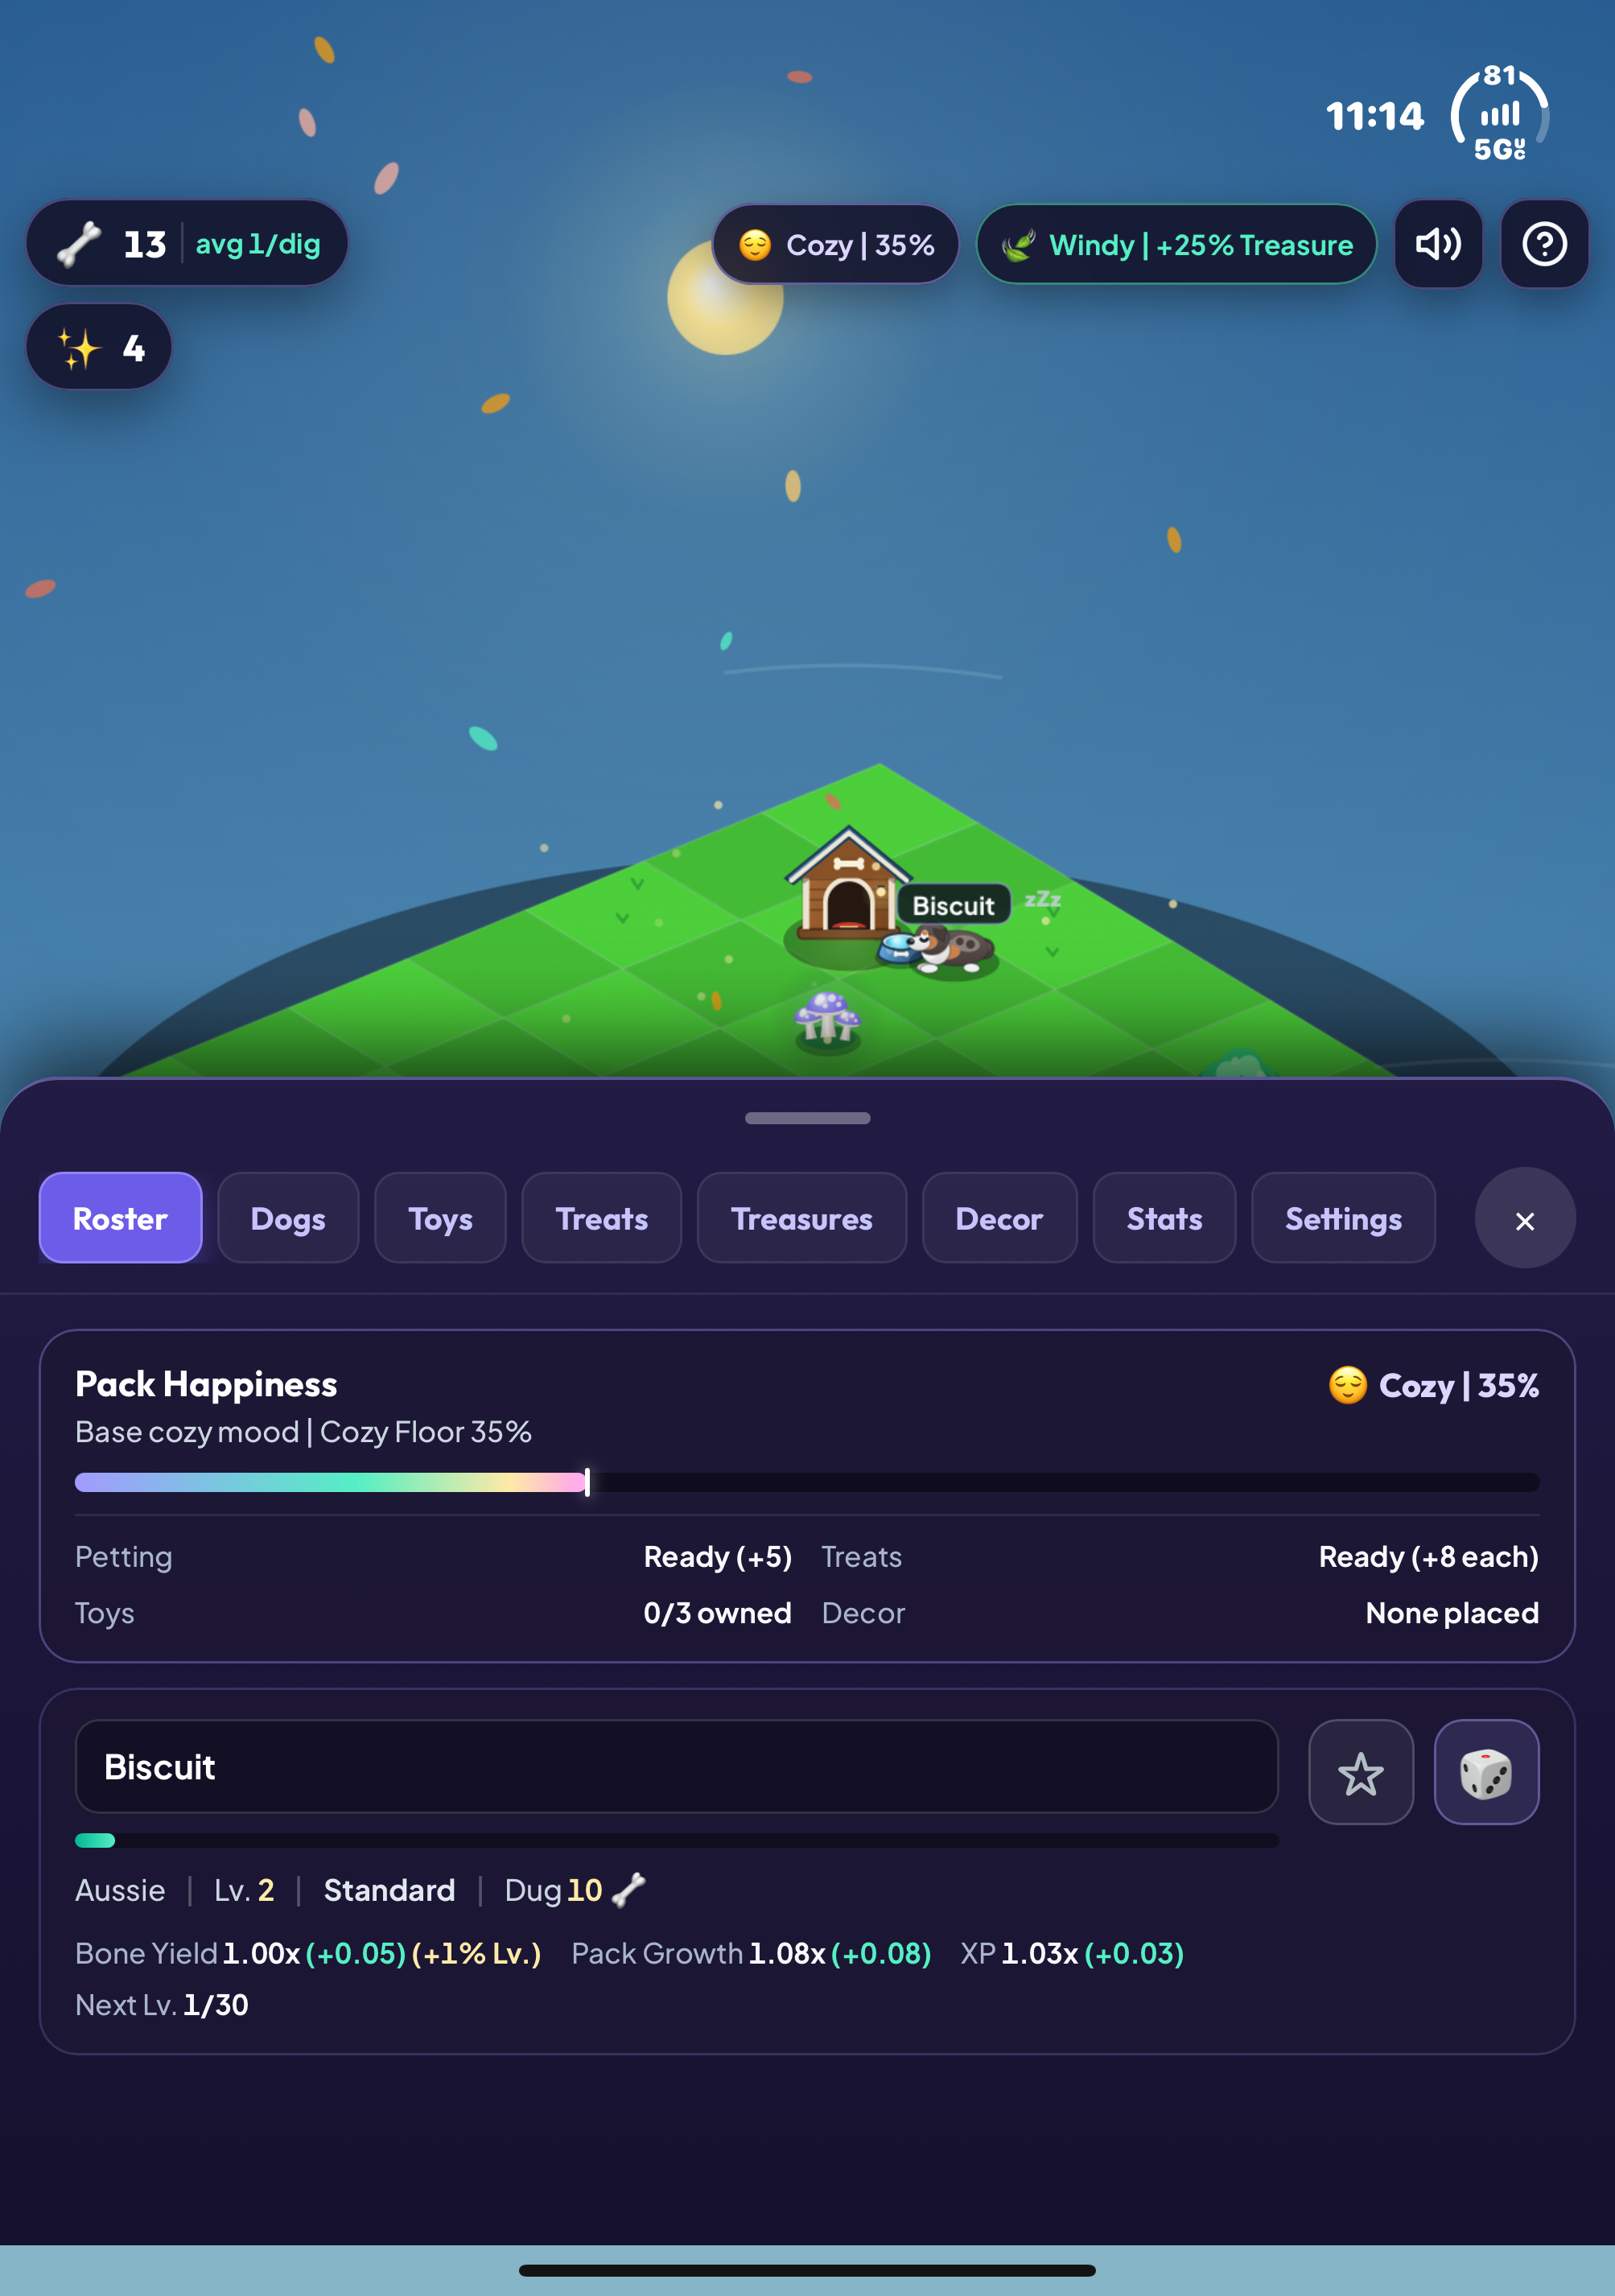 11:14
81
5G UC
13 avg 1/dig
Cozy | 35%
Windy | +25% Treasure
4
Biscuit
zZz
Roster Dogs Toys Treats Treasures Decor Stats Settings ×
Pack Happiness
Cozy | 35%
Base cozy mood | Cozy Floor 35%
Petting Ready (+5) Treats Ready (+8 each)
Toys 0/3 owned Decor None placed
Biscuit
Aussie | Lv. 2 | Standard | Dug 10
Bone Yield 1.00x (+0.05) (+1% Lv.) Pack Growth 1.08x (+0.08) XP 1.03x (+0.03)
Next Lv. 1/30